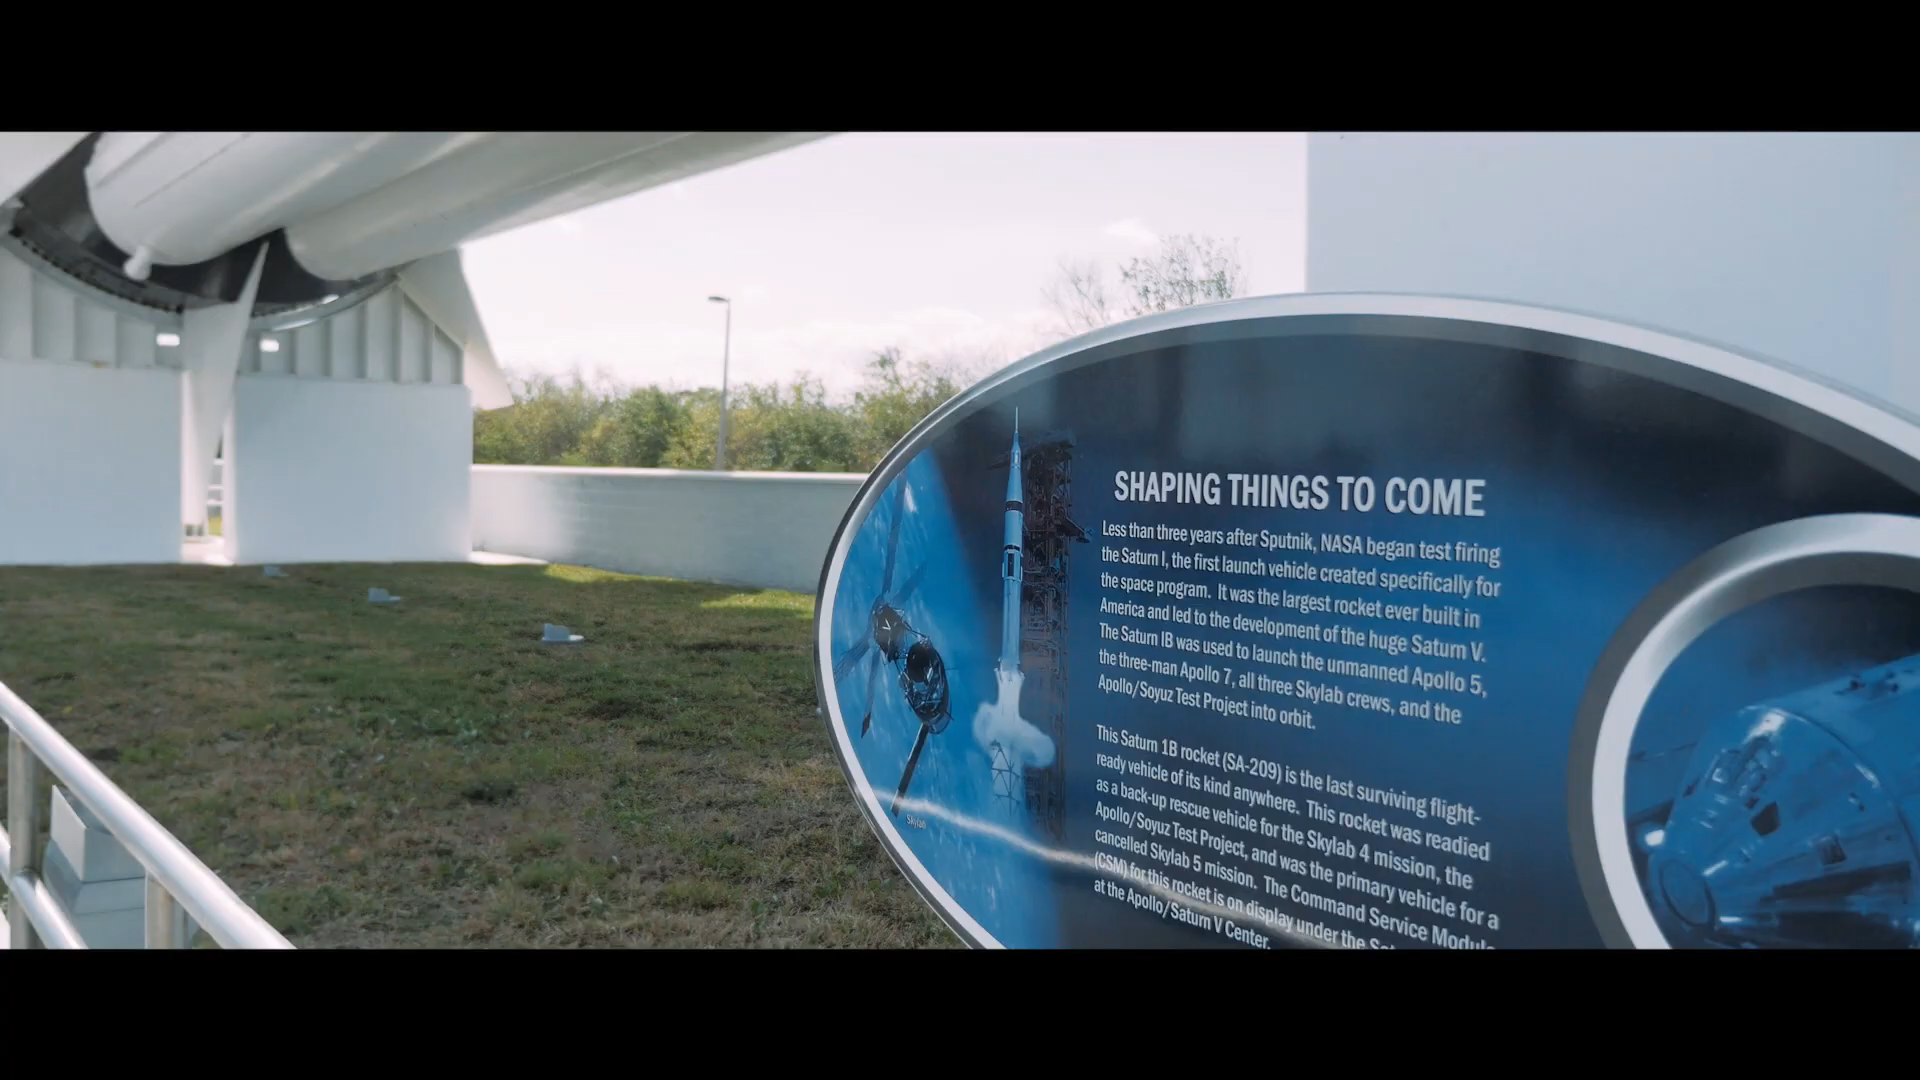 SHAPING THINGS TO COME
Less than three years after Sputnik, NASA began test firing
the Saturn I, the first launch vehicle created specifically for
the space program. It was the largest rocket ever built in
America and led to the development of the huge Saturn V.
The Saturn IB was used to launch the unmanned Apollo 5,
the three-man Apollo 7, all three Skylab crews, and the
Apollo/Soyuz Test Project into orbit.
This Saturn 1B rocket (SA-209) is the last surviving flight-
ready vehicle of its kind anywhere. This rocket was readied
as a back-up rescue vehicle for the Skylab 4 mission, the
Apollo/Soyuz Test Project, and was the primary vehicle for a
cancelled Skylab 5 mission. The Command Service Module
(CSM) for this rocket is on display under the
at the Apollo/Saturn V Center.
Skylab